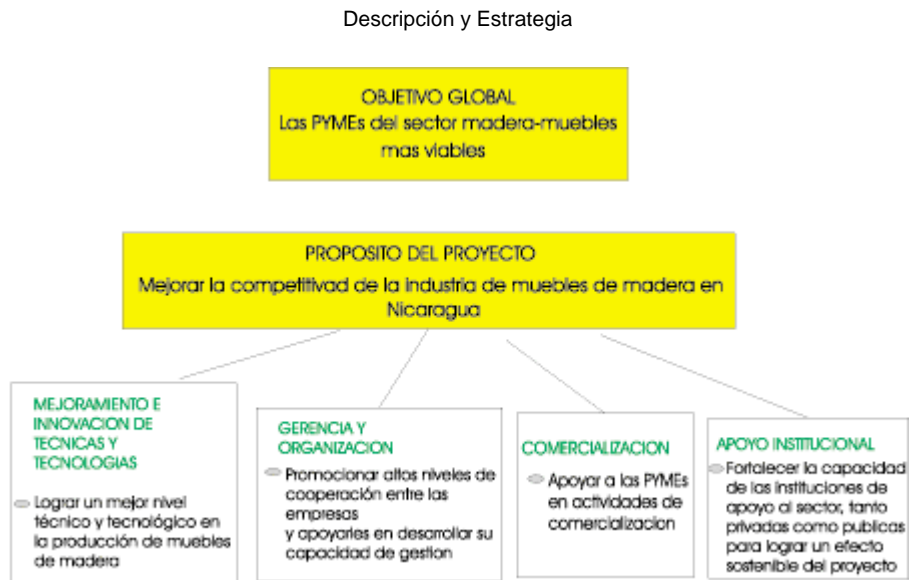 Descripción y Estrategia
OBJETIVO GLOBAL
Las PYMEs del sector madera-muebles
mas viables
PROPOSITO DEL PROYECTO
Mejorar la competitivad de la industria de muebles de madera en
Nicaragua
MEJORAMIENTO E
INNOVACION DE
TECNICAS Y
TECNOLOGIAS
Lograr un mejor nivel
técnico y tecnológico en
la producción de muebles
de madera
GERENCIA Y
ORGANIZACION
Promocionar altos niveles de
cooperación entre las
empresas
y apoyarles en desarrollar su
capacidad de gestion
COMERCIALIZACION
Apoyar a las PYMEs
en actividades de
comercializacion
APOYO INSTITUCIONAL
Fortalecer la capacidad
de las instituciones de
apoyo al sector, tanto
privadas como publicas
para lograr un efecto
sostenible del proyecto